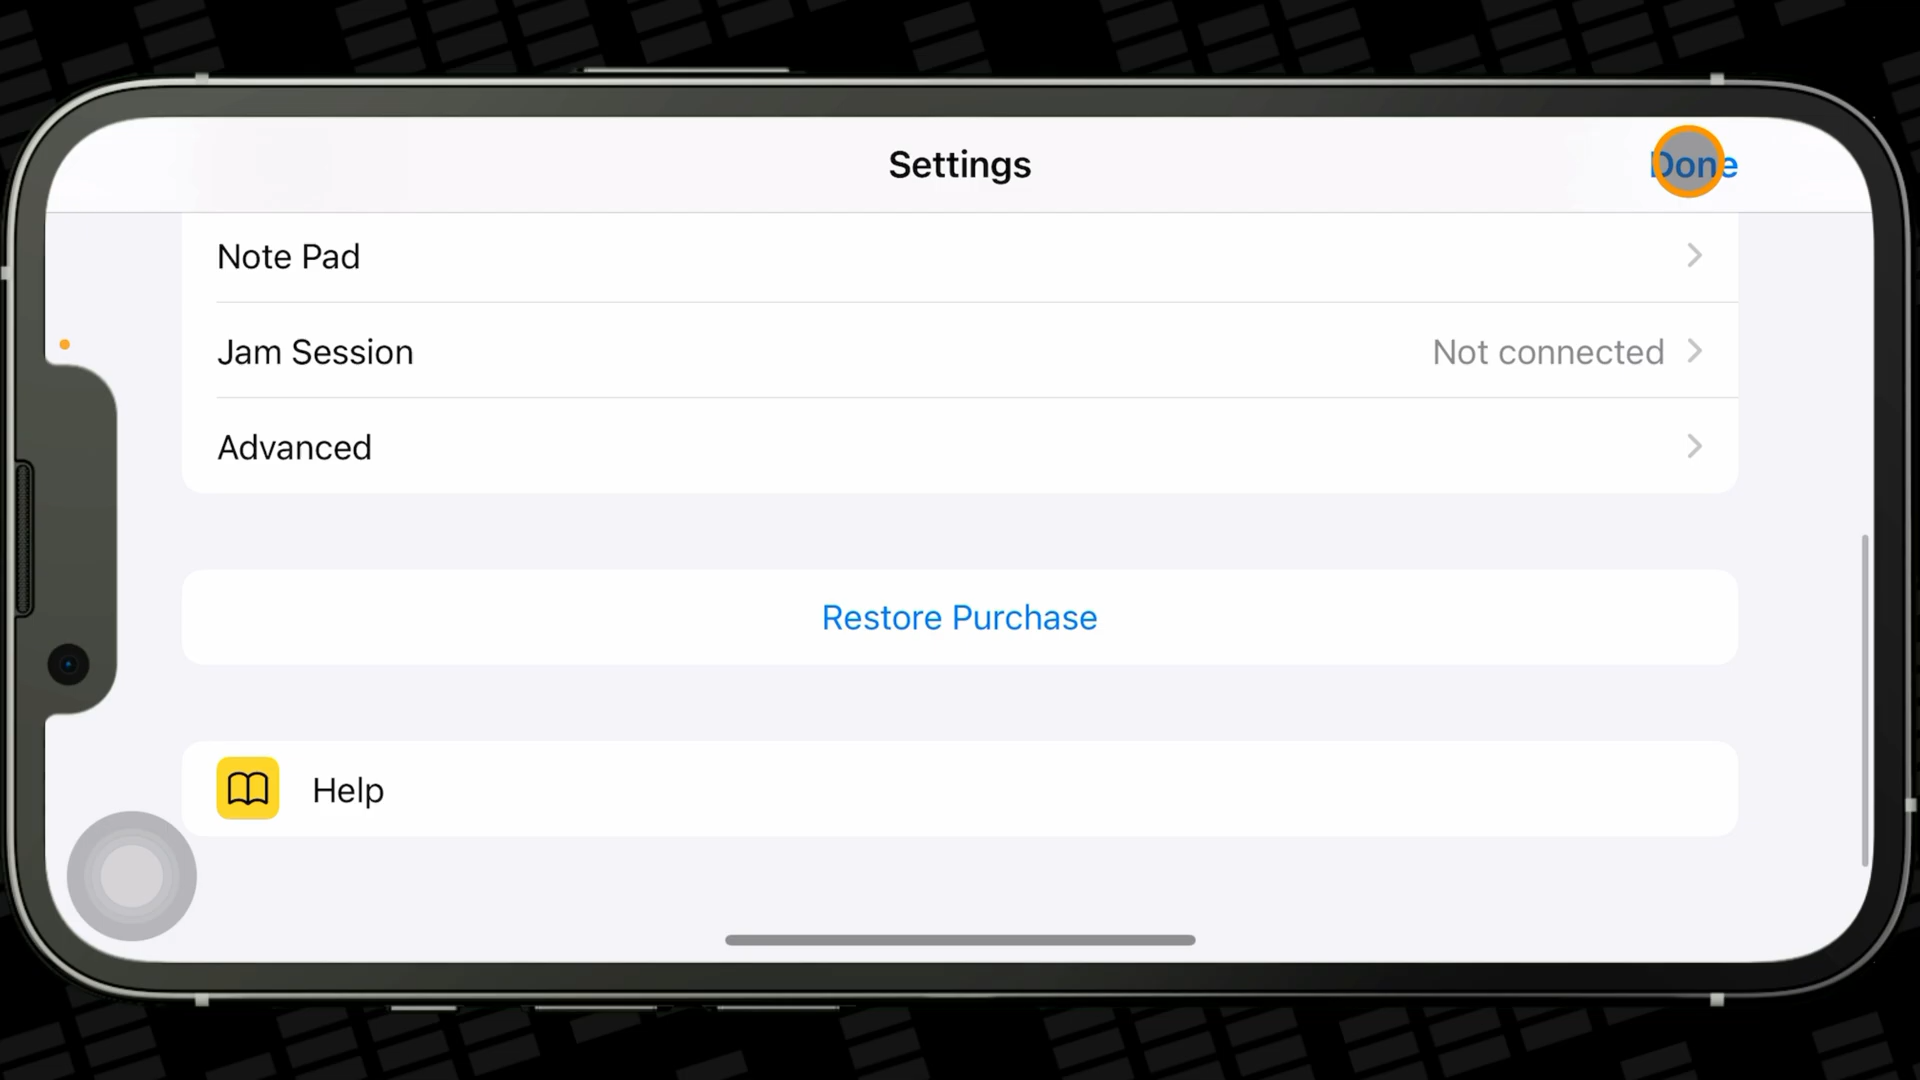 Settings
Done
Note Pad
Jam Session
Not connected
Advanced
Restore Purchase
Help